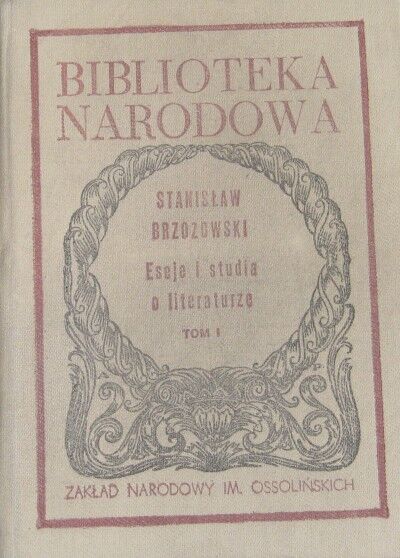 BIBLIOTEKA
NARODOWA
STANISŁAW
BRZOZOWSKI
Eseje i studia
o literaturze
TOM I
ZAKŁAD NARODOWY IM. OSSOLIŃSKICH